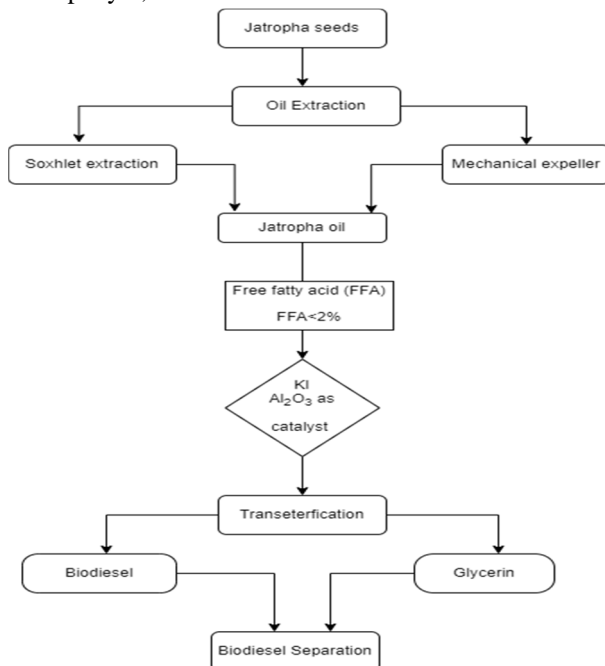 Jatropha seeds
Oil Extraction
Soxhlet extraction
Mechanical expeller
Jatropha oil
Free fatty acid (FFA)
FFA<2%
KI
Al₂O₃ as
catalyst
Transeterfication
Biodiesel
Glycerin
Biodiesel Separation